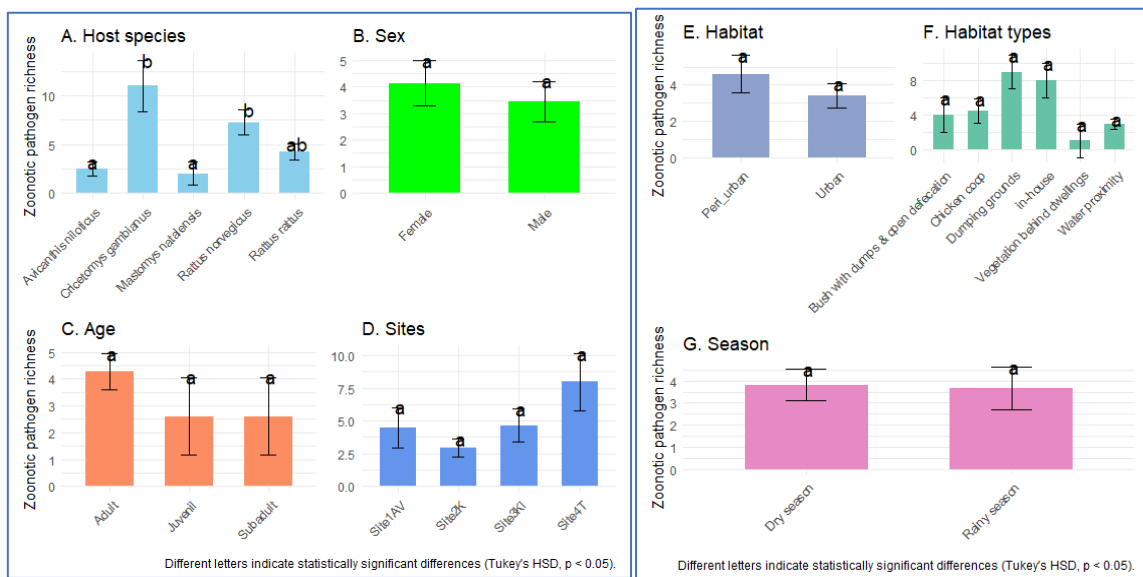 A. Host species
Zoonotic pathogen richness
10
5
0
a
b
a
b
ab
Avicanthis niloticus
Cricetomys gambianus
Mastomys natalensis
Rattus norvegicus
Rattus rattus
B. Sex
5
4
3
2
1
0
a
a
Female
Male
C. Age
Zoonotic pathogen richness
5
4
3
2
1
0
a
a
a
Adult
Juvenil
Subadult
D. Sites
10.0
7.5
5.0
2.5
0.0
a
a
a
a
Site1AV
Site2K
Site3KI
Site4T
Different letters indicate statistically significant differences (Tukey's HSD, p < 0.05).
E. Habitat
Zoonotic pathogen richness
4
2
0
a
a
Peri_urban
Urban
F. Habitat types
8
4
0
a
a
a
a
a
a
Bush with dumps & open defecation
Chicken coop
Dumping grounds
in-house
Vegetation behind dwellings
Water proximity
G. Season
Zoonotic pathogen richness
4
3
2
1
0
a
a
Dry season
Rainy season
Different letters indicate statistically significant differences (Tukey's HSD, p < 0.05).